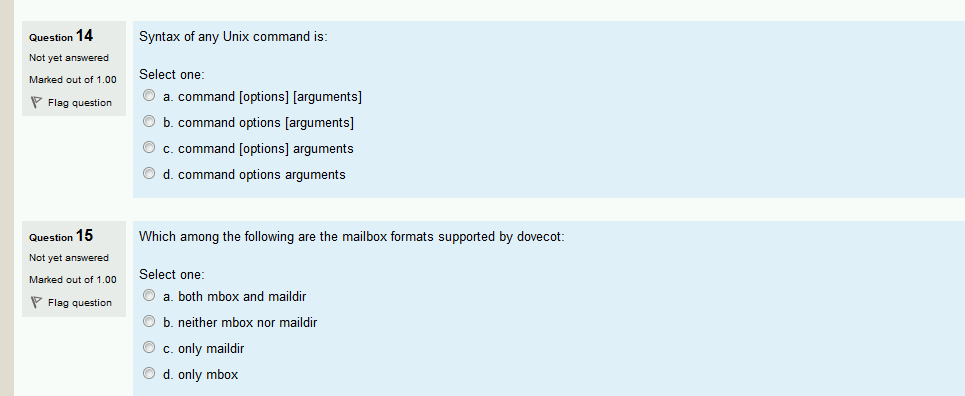 Question 14
Not yet answered
Marked out of 1.00
Flag question
Syntax of any Unix command is:
Select one:
a. command [options] [arguments]
b. command options [arguments]
c. command [options] arguments
d. command options arguments
Question 15
Not yet answered
Marked out of 1.00
Flag question
Which among the following are the mailbox formats supported by dovecot:
Select one:
a. both mbox and maildir
b. neither mbox nor maildir
c. only maildir
d. only mbox